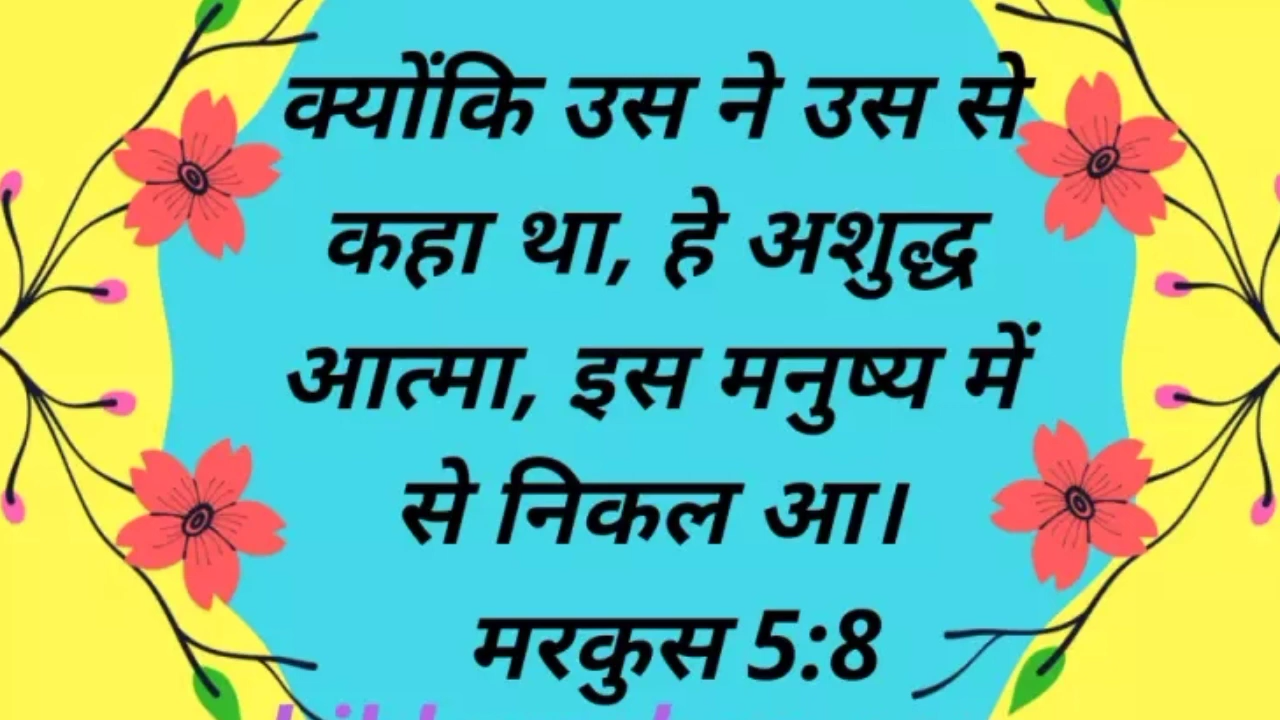 क्योंकि उस ने उस से
कहा था, हे अशुद्ध
आत्मा, इस मनुष्य में
से निकल आ।
मरकुस 5:8